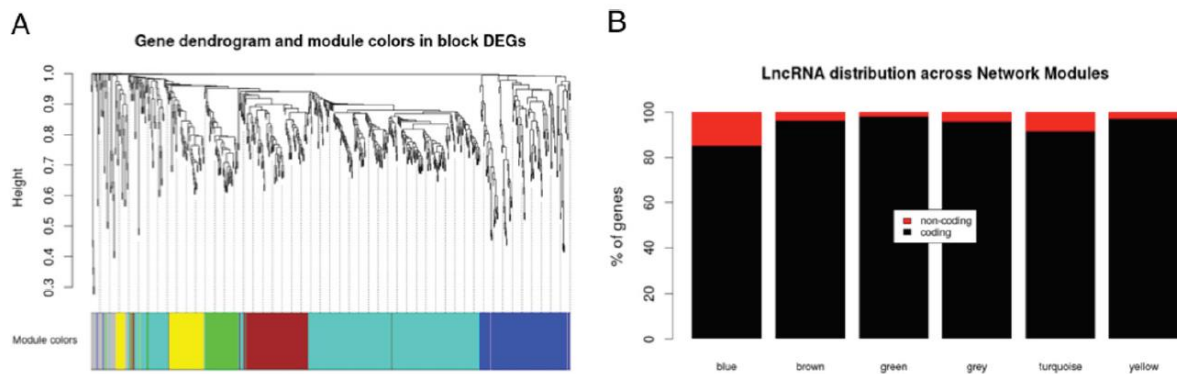 A
Gene dendrogram and module colors in block DEGs
Height
1.0
0.9
0.8
0.7
0.6
0.5
0.4
0.3
Module colors
B
LncRNA distribution across Network Modules
% of genes
100
80
60
40
20
0
non-coding
coding
blue
brown
green
grey
turquoise
yellow